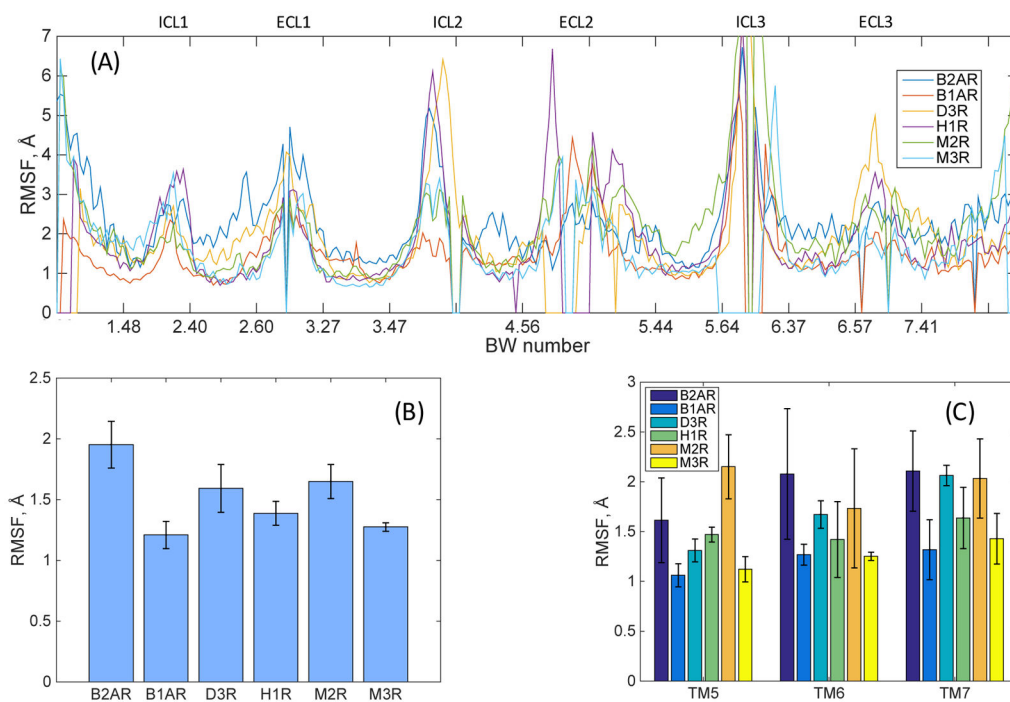 ICL1 ECL1 ICL2 ECL2 ICL3 ECL3
(A)
7
6
5
4
3
2
1
0
RMSF, Å
B2AR
B1AR
D3R
H1R
M2R
M3R
1.48 2.40 2.60 3.27 3.47 4.56 5.44 5.64 6.37 6.57 7.41
BW number
(B)
2.5
2
1.5
1
0.5
0
RMSF, Å
B2AR B1AR D3R H1R M2R M3R
(C)
3
2.5
2
1.5
1
0.5
0
RMSF, Å
B2AR
B1AR
D3R
H1R
M2R
M3R
TM5 TM6 TM7